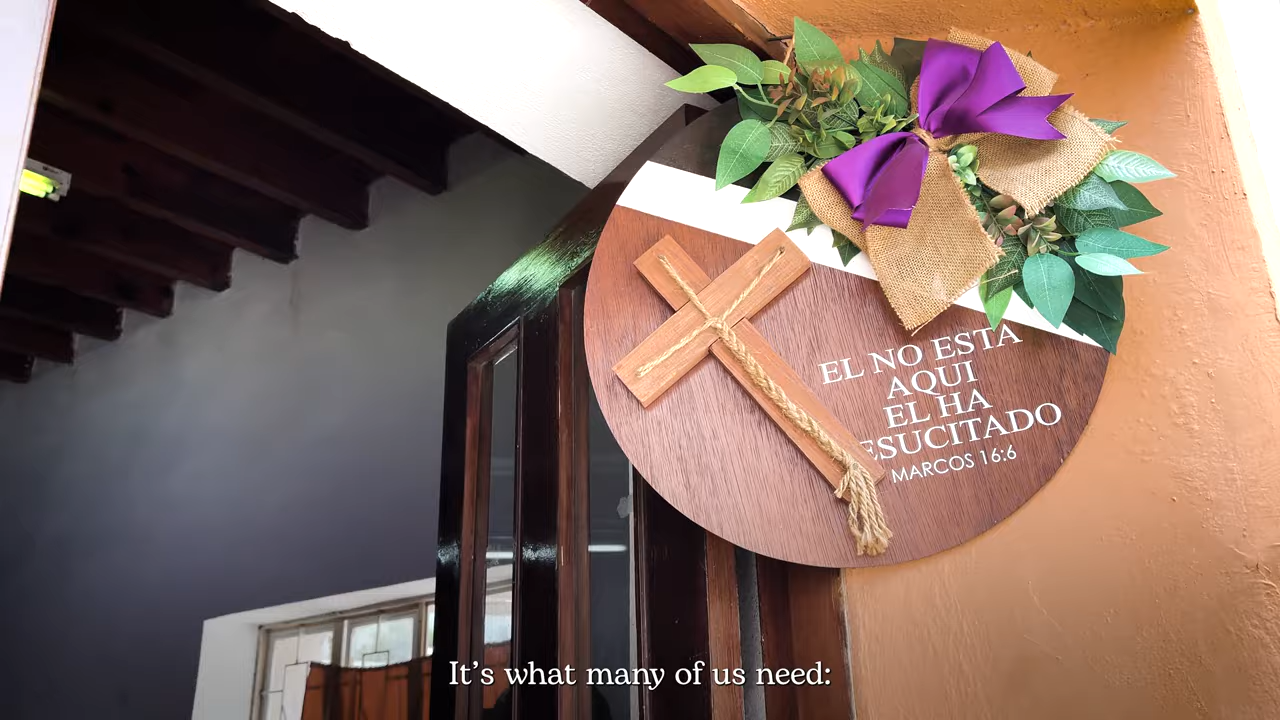 EL NO ESTA
AQUI
EL HA
ESUCITADO
MARCOS 16:6
It's what many of us need: